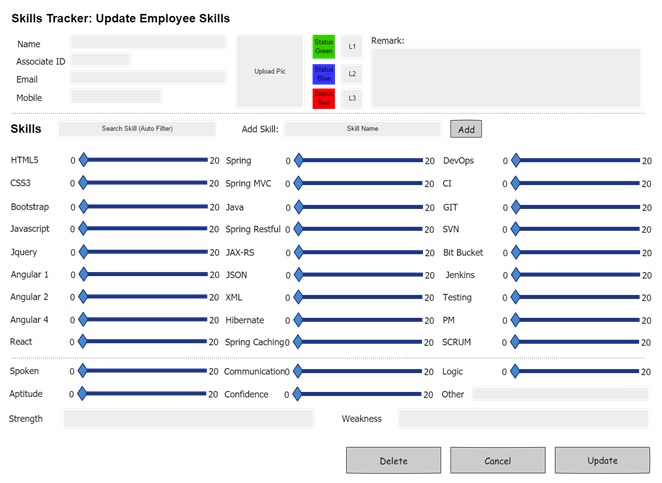 Skills Tracker: Update Employee Skills
Name
Associate ID
Email
Mobile
Upload Pic
Status Green
Status Blue
Status Red
L1
L2
L3
Remark:
Skills Search Skill (Auto Filter) Add Skill: Skill Name Add
HTML5 0 20 Spring 0 20 DevOps 0 20
CSS3 0 20 Spring MVC 0 20 CI 0 20
Bootstrap 0 20 Java 0 20 GIT 0 20
Javascript 0 20 Spring Restful 0 20 SVN 0 20
Jquery 0 20 JAX-RS 0 20 Bit Bucket 0 20
Angular 1 0 20 JSON 0 20 Jenkins 0 20
Angular 2 0 20 XML 0 20 Testing 0 20
Angular 4 0 20 Hibernate 0 20 PM 0 20
React 0 20 Spring Caching 0 20 SCRUM 0 20
Spoken 0 20 Communication 0 20 Logic 0 20
Aptitude 0 20 Confidence 0 20 Other
Strength Weakness
Delete Cancel Update